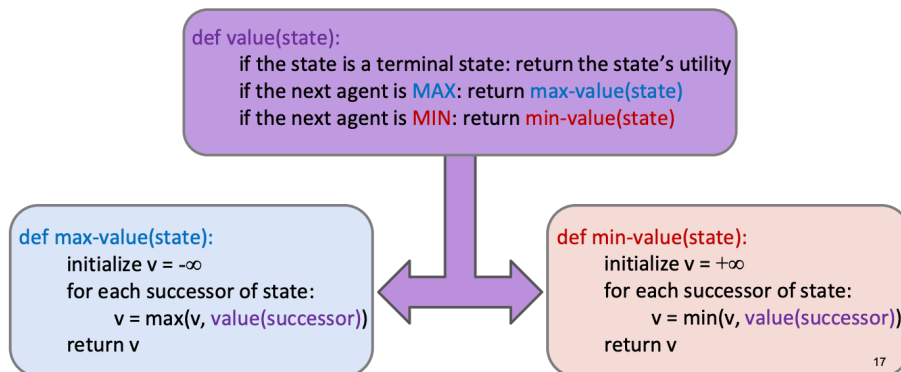 def value(state):
if the state is a terminal state: return the state’s utility
if the next agent is MAX: return max-value(state)
if the next agent is MIN: return min-value(state)
def max-value(state):
initialize v = -∞
for each successor of state:
v = max(v, value(successor))
return v
def min-value(state):
initialize v = +∞
for each successor of state:
v = min(v, value(successor))
return v
17